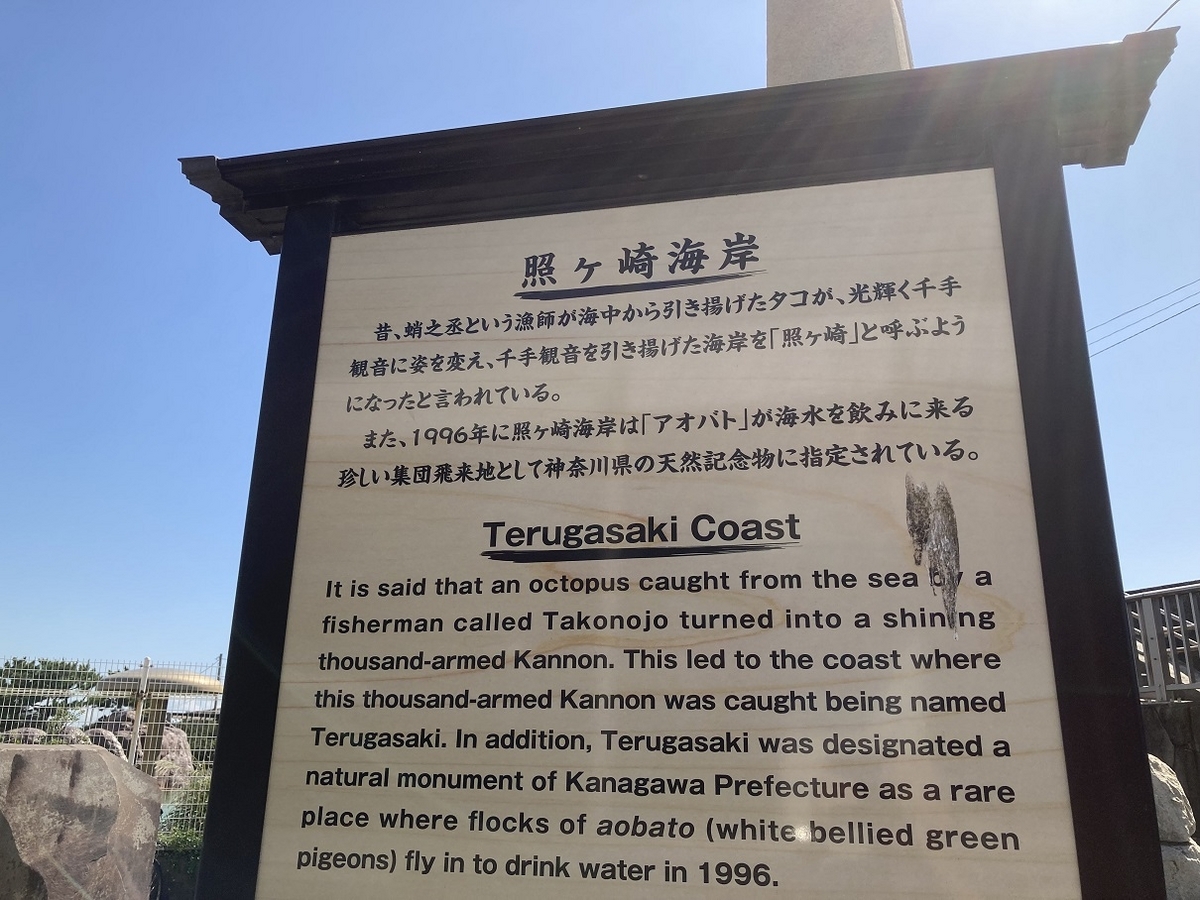 照ヶ崎海岸
昔、蛸之丞という漁師が海中から引き揚げたタコが、光輝く千手
観音に姿を変え、千手観音を引き揚げた海岸を「照ヶ崎」と呼ぶよう
になったと言われている。
また、1996年に照ヶ崎海岸は「アオバト」が海水を飲みに来る
珍しい集団飛来地として神奈川県の天然記念物に指定されている。
Terugasaki Coast
It is said that an octopus caught from the sea by a
fisherman called Takonojo turned into a shining
thousand-armed Kannon. This led to the coast where
this thousand-armed Kannon was caught being named
Terugasaki. In addition, Terugasaki was designated a
natural monument of Kanagawa Prefecture as a rare
place where flocks of aobato (white-bellied green
pigeons) fly in to drink water in 1996.